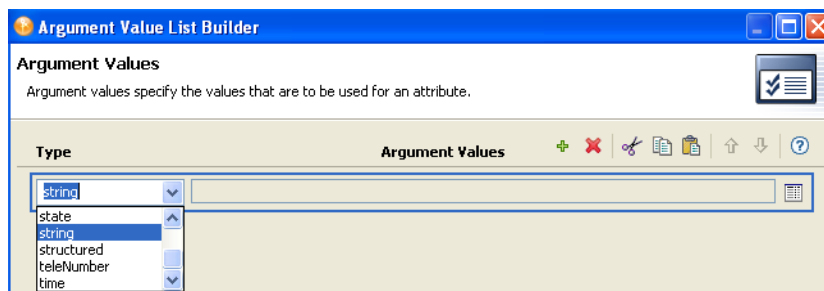 Argument Value List Builder
Argument Values
Argument values specify the values that are to be used for an attribute.
Type Argument Values
string
state
string
structured
teleNumber
time